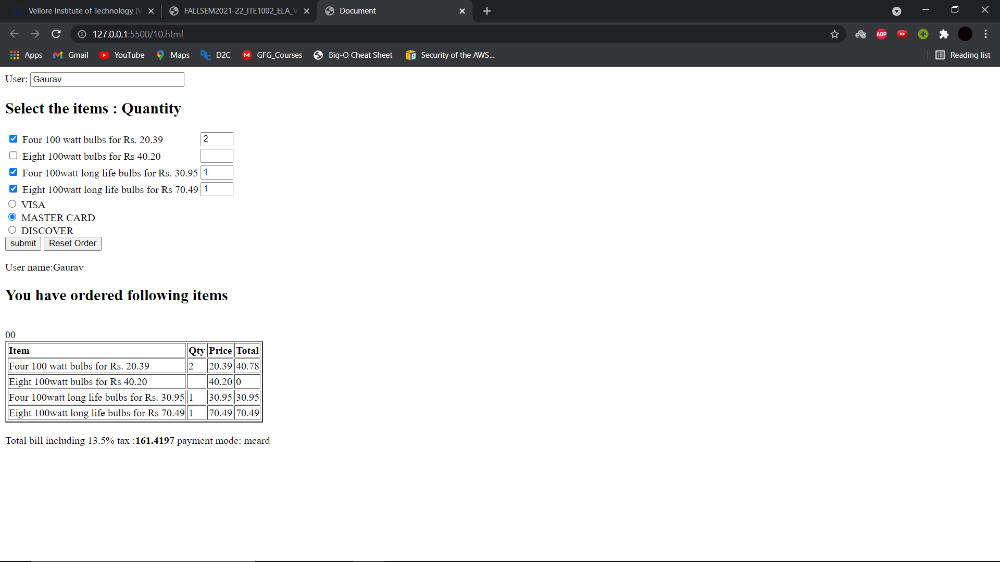 Vellore Institute of Technology (V
FALLSEM2021-22_ITE1002_ELA_V
Document
127.0.0.1:5500/10.html
ABP
Apps
Gmail
YouTube
Maps
D2C
GFG_Courses
Big-O Cheat Sheet
Security of the AWS...
Reading list
User: Gaurav
Select the items : Quantity
Four 100 watt bulbs for Rs. 20.39 2
Eight 100watt bulbs for Rs 40.20
Four 100watt long life bulbs for Rs. 30.95 1
Eight 100watt long life bulbs for Rs 70.49 1
VISA
MASTER CARD
DISCOVER
submit Reset Order
User name:Gaurav
You have ordered following items
00
Item Qty Price Total
Four 100 watt bulbs for Rs. 20.39 2 20.39 40.78
Eight 100watt bulbs for Rs 40.20 40.20 0
Four 100watt long life bulbs for Rs. 30.95 1 30.95 30.95
Eight 100watt long life bulbs for Rs 70.49 1 70.49 70.49
Total bill including 13.5% tax :161.4197 payment mode: mcard